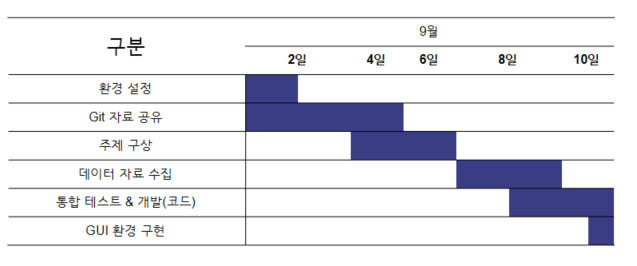 구분
9월
2일 4일 6일 8일 10일
환경 설정
Git 자료 공유
주제 구상
데이터 자료 수집
통합 테스트 & 개발(코드)
GUI 환경 구현